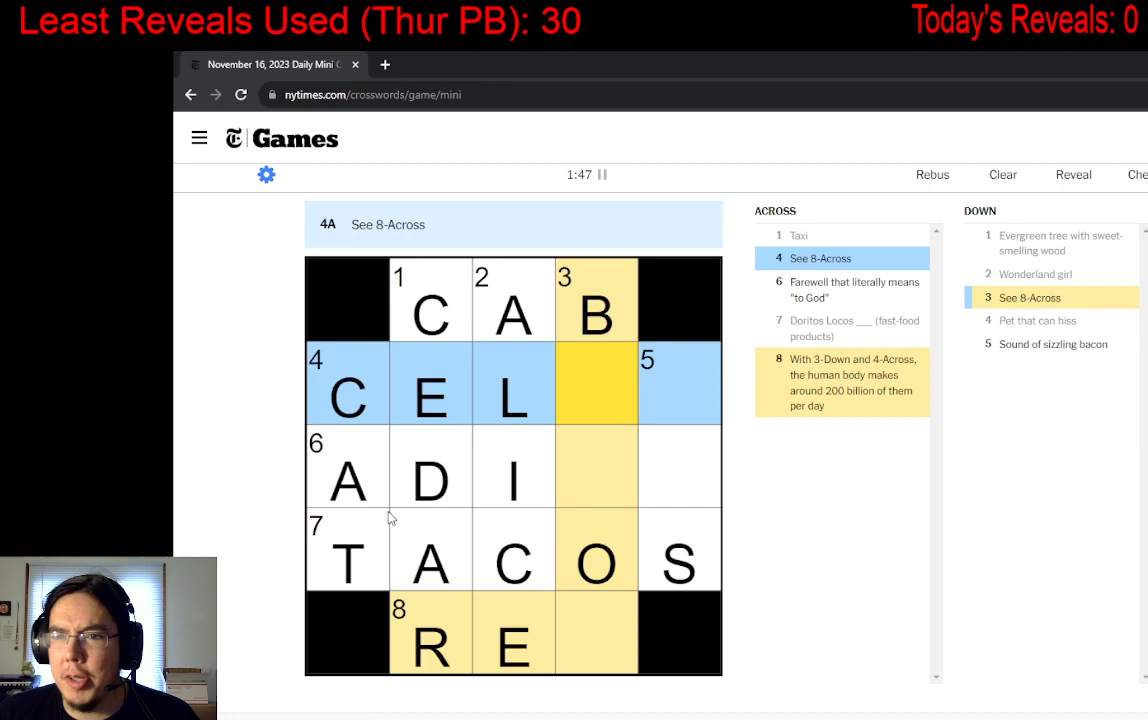 Least Reveals Used (Thur PB): 30
Today's Reveals: 0
November 16, 2023 Daily Mini C
nytimes.com/crosswords/game/mini
Games
1:47
Rebus
Clear
Reveal
Che
4A See 8-Across
1 2 3
C A B
4 5
C E L
6
A D I
7
T A C O S
8
R E
ACROSS
1 Taxi
4 See 8-Across
6 Farewell that literally means
"to God"
7 Doritos Locos ___ (fast-food
products)
8 With 3-Down and 4-Across,
the human body makes
around 200 billion of them
per day
DOWN
1 Evergreen tree with sweet-
smelling wood
2 Wonderland girl
3 See 8-Across
4 Pet that can hiss
5 Sound of sizzling bacon